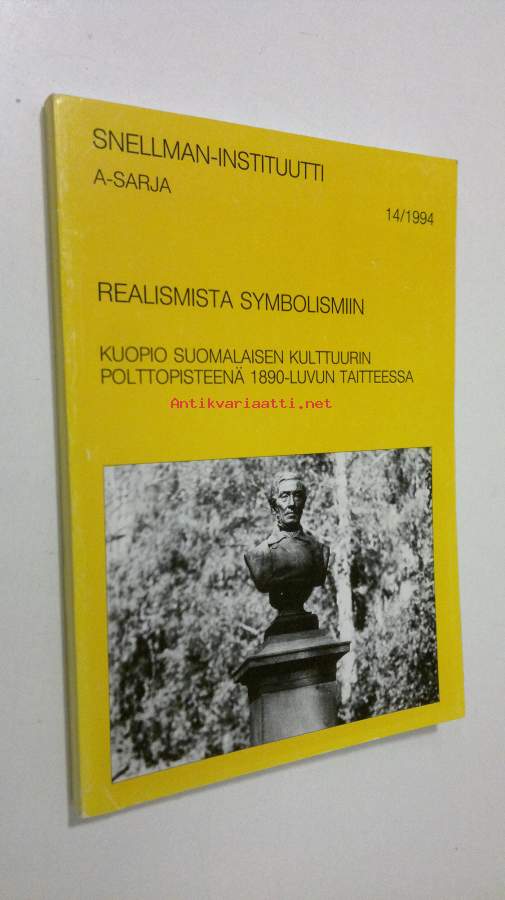 SNELLMAN-INSTITUUTTI
A-SARJA
14/1994
REALISMISTA SYMBOLISMIIN
KUOPIO SUOMALAISEN KULTTUURIN
POLTTOPISTEENÄ 1890-LUVUN TAITTEESSA
Antikvariaatti.net